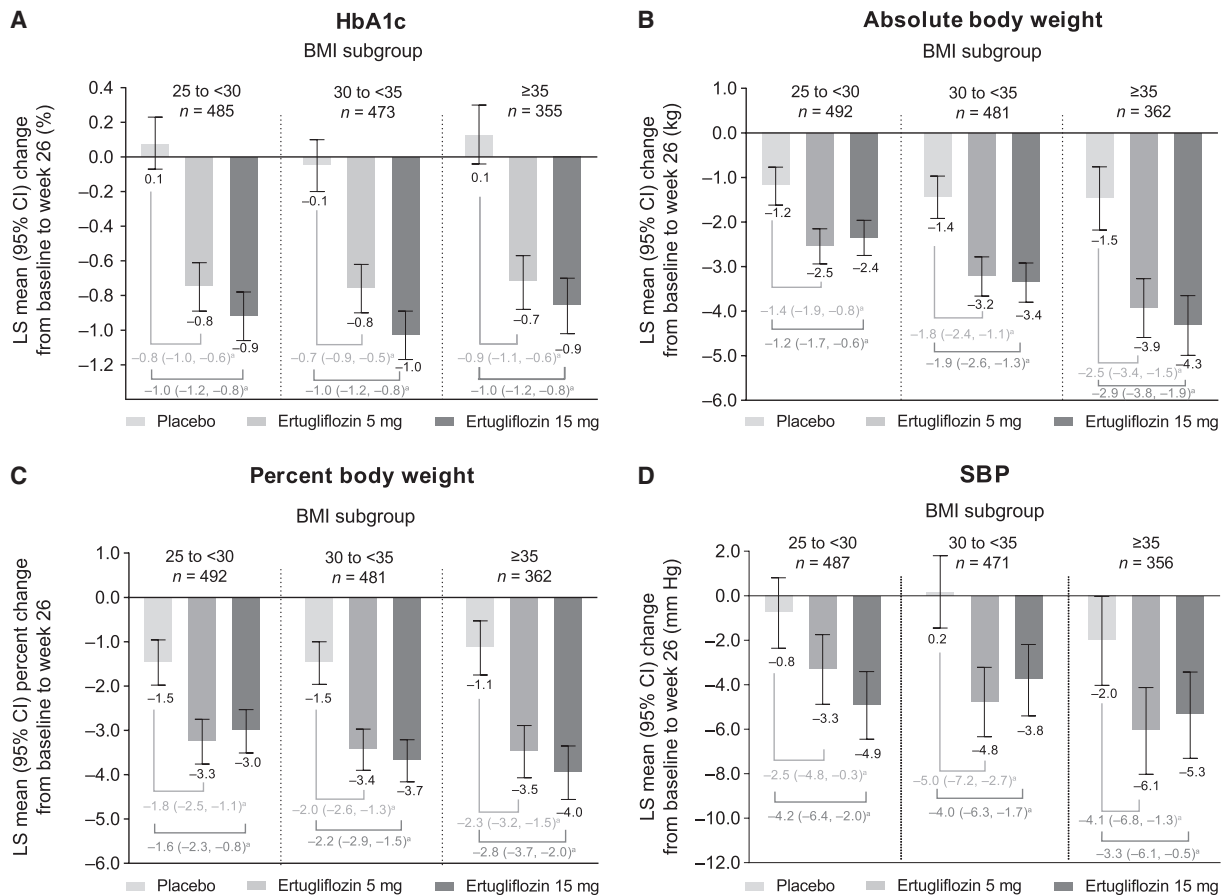 A
HbA1c
BMI subgroup
LS mean (95% CI) change
from baseline to week 26 (%)
0.4
0.2
0.0
–0.2
–0.4
–0.6
–0.8
–1.0
–1.2
25 to <30
n = 485
30 to <35
n = 473
≥35
n = 355
0.1
–0.8
–0.9
–0.1
–0.8
–1.0
0.1
–0.7
–0.9
–0.8 (–1.0, –0.6)ᵃ
–1.0 (–1.2, –0.8)ᵃ
–0.7 (–0.9, –0.5)ᵃ
–1.0 (–1.2, –0.8)ᵃ
–0.9 (–1.1, –0.6)ᵃ
–1.0 (–1.2, –0.8)ᵃ
Placebo Ertugliflozin 5 mg Ertugliflozin 15 mg
B
Absolute body weight
BMI subgroup
LS mean (95% CI) change
from baseline to week 26 (kg)
1.0
0.0
–1.0
–2.0
–3.0
–4.0
–5.0
–6.0
25 to <30
n = 492
30 to <35
n = 481
≥35
n = 362
–1.2
–2.5
–2.4
–1.4
–3.2
–3.4
–1.5
–3.9
–4.3
–1.4 (–1.9, –0.8)ᵃ
–1.2 (–1.7, –0.6)ᵃ
–1.8 (–2.4, –1.1)ᵃ
–1.9 (–2.6, –1.3)ᵃ
–2.5 (–3.4, –1.5)ᵃ
–2.9 (–3.8, –1.9)ᵃ
Placebo Ertugliflozin 5 mg Ertugliflozin 15 mg
C
Percent body weight
BMI subgroup
LS mean (95% CI) percent change
from baseline to week 26
1.0
0.0
–1.0
–2.0
–3.0
–4.0
–5.0
–6.0
25 to <30
n = 492
30 to <35
n = 481
≥35
n = 362
–1.5
–3.3
–3.0
–1.5
–3.4
–3.7
–1.1
–3.5
–4.0
–1.8 (–2.5, –1.1)ᵃ
–1.6 (–2.3, –0.8)ᵃ
–2.0 (–2.6, –1.3)ᵃ
–2.2 (–2.9, –1.5)ᵃ
–2.3 (–3.2, –1.5)ᵃ
–2.8 (–3.7, –2.0)ᵃ
Placebo Ertugliflozin 5 mg Ertugliflozin 15 mg
D
SBP
BMI subgroup
LS mean (95% CI) change
from baseline to week 26 (mm Hg)
2.0
0.0
–2.0
–4.0
–6.0
–8.0
–10.0
–12.0
25 to <30
n = 487
30 to <35
n = 471
≥35
n = 356
–0.8
–3.3
–4.9
0.2
–4.8
–3.8
–2.0
–6.1
–5.3
–2.5 (–4.8, –0.3)ᵃ
–4.2 (–6.4, –2.0)ᵃ
–5.0 (–7.2, –2.7)ᵃ
–4.0 (–6.3, –1.7)ᵃ
–4.1 (–6.8, –1.3)ᵃ
–3.3 (–6.1, –0.5)ᵃ
Placebo Ertugliflozin 5 mg Ertugliflozin 15 mg